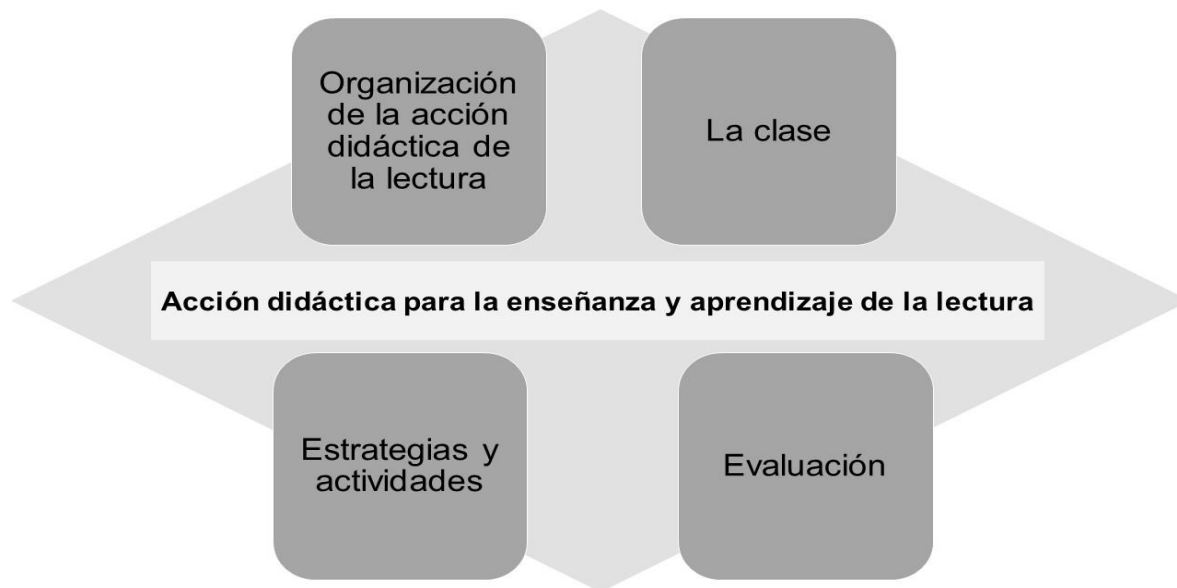 Organización
de la acción
didáctica de
la lectura
La clase
Acción didáctica para la enseñanza y aprendizaje de la lectura
Estrategias y
actividades
Evaluación